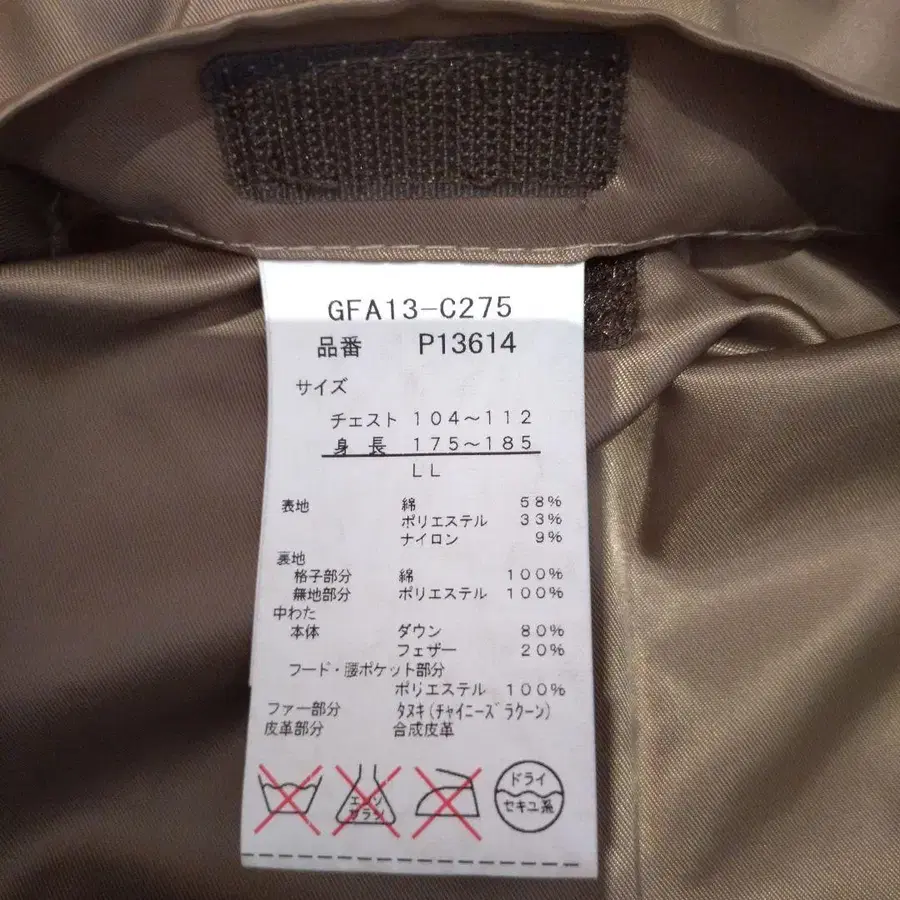 GFA13-C275
品番 P13614
サイズ
チェスト 104～112
身長 175～185
LL
表地 綿 58%
ポリエステル 33%
ナイロン 9%
裏地
格子部分 綿 100%
無地部分 ポリエステル 100%
中わた
本体 ダウン 80%
フェザー 20%
フード・腰ポケット部分
ポリエステル 100%
ファー部分 タヌキ(チャイニーズラクーン)
皮革部分 合成皮革
エンソ
サラシ
ドライ
セキユ系